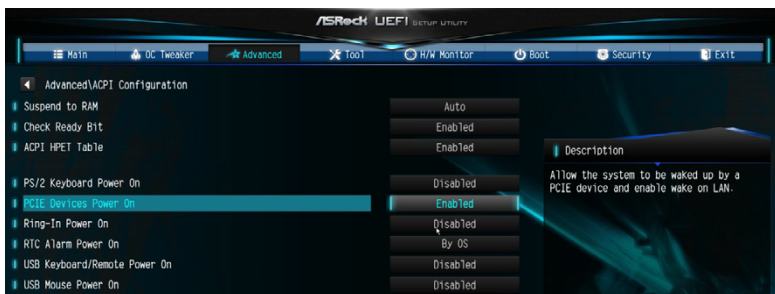 ASRock UEFI SETUP UTILITY
Main OC Tweaker Advanced Tool H/W Monitor Boot Security Exit
Advanced\ACPI Configuration
Suspend to RAM Auto
Check Ready Bit Enabled
ACPI HPET Table Enabled
Description
Allow the system to be waked up by a
PCIE device and enable wake on LAN.
PS/2 Keyboard Power On Disabled
PCIE Devices Power On Enabled
Ring-In Power On Disabled
RTC Alarm Power On By OS
USB Keyboard/Remote Power On Disabled
USB Mouse Power On Disabled